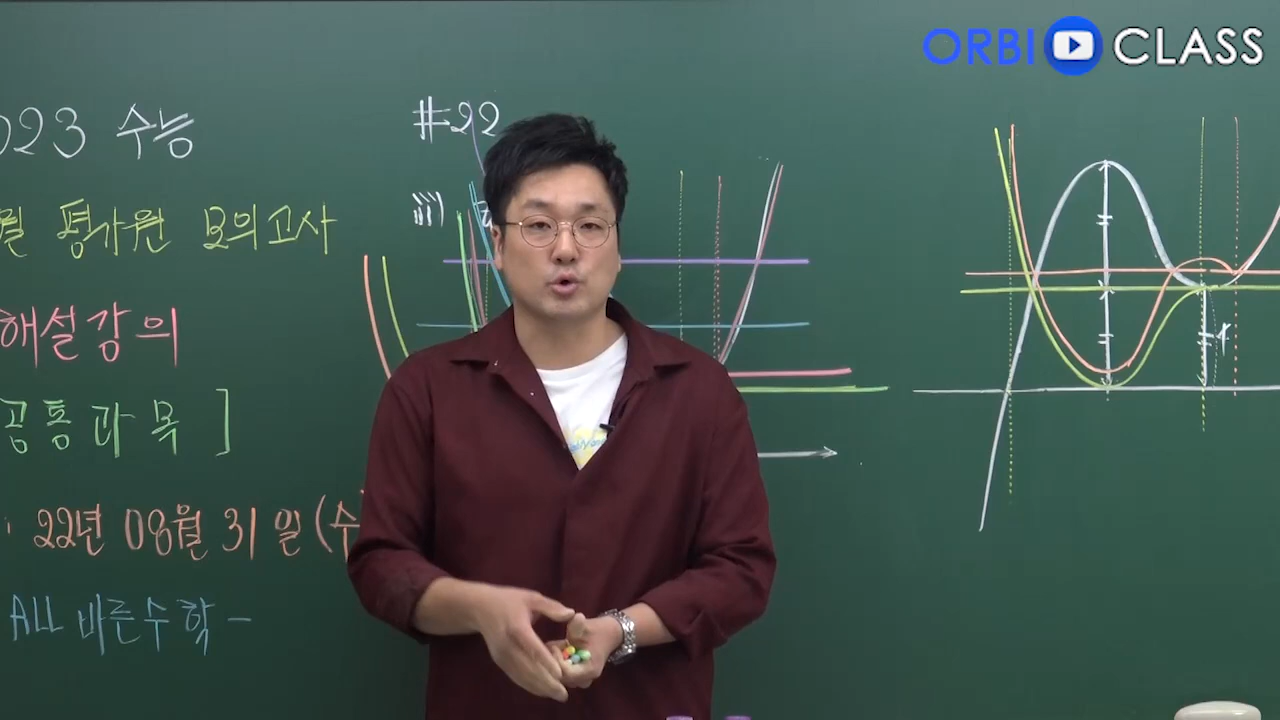 ORBI CLASS
023 수능
월 평가원 모의고사
해설강의
공통과목 ]
: 22년 08월 31일 (수
ALL 바른수학 -
#22